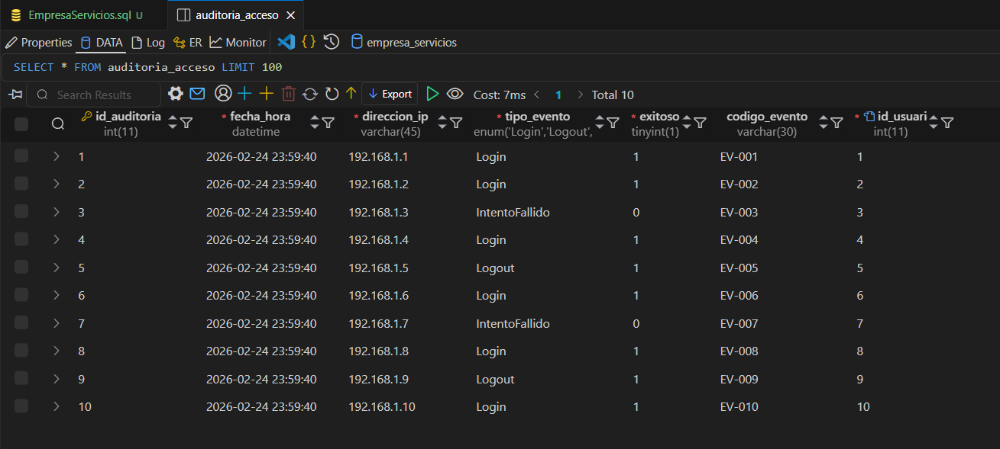 EmpresaServicios.sql U auditoria_acceso
Properties DATA Log ER Monitor {} empresa_servicios
SELECT * FROM auditoria_acceso LIMIT 100
Search Results Export Cost: 7ms 1 Total 10
id_auditoria * fecha_hora * direccion_ip * tipo_evento * exitoso codigo_evento * id_usuari
int(11) datetime varchar(45) enum('Login','Logout', tinyint(1) varchar(30) int(11)
1 2026-02-24 23:59:40 192.168.1.1 Login 1 EV-001 1
2 2026-02-24 23:59:40 192.168.1.2 Login 1 EV-002 2
3 2026-02-24 23:59:40 192.168.1.3 IntentoFallido 0 EV-003 3
4 2026-02-24 23:59:40 192.168.1.4 Login 1 EV-004 4
5 2026-02-24 23:59:40 192.168.1.5 Logout 1 EV-005 5
6 2026-02-24 23:59:40 192.168.1.6 Login 1 EV-006 6
7 2026-02-24 23:59:40 192.168.1.7 IntentoFallido 0 EV-007 7
8 2026-02-24 23:59:40 192.168.1.8 Login 1 EV-008 8
9 2026-02-24 23:59:40 192.168.1.9 Logout 1 EV-009 9
10 2026-02-24 23:59:40 192.168.1.10 Login 1 EV-010 10